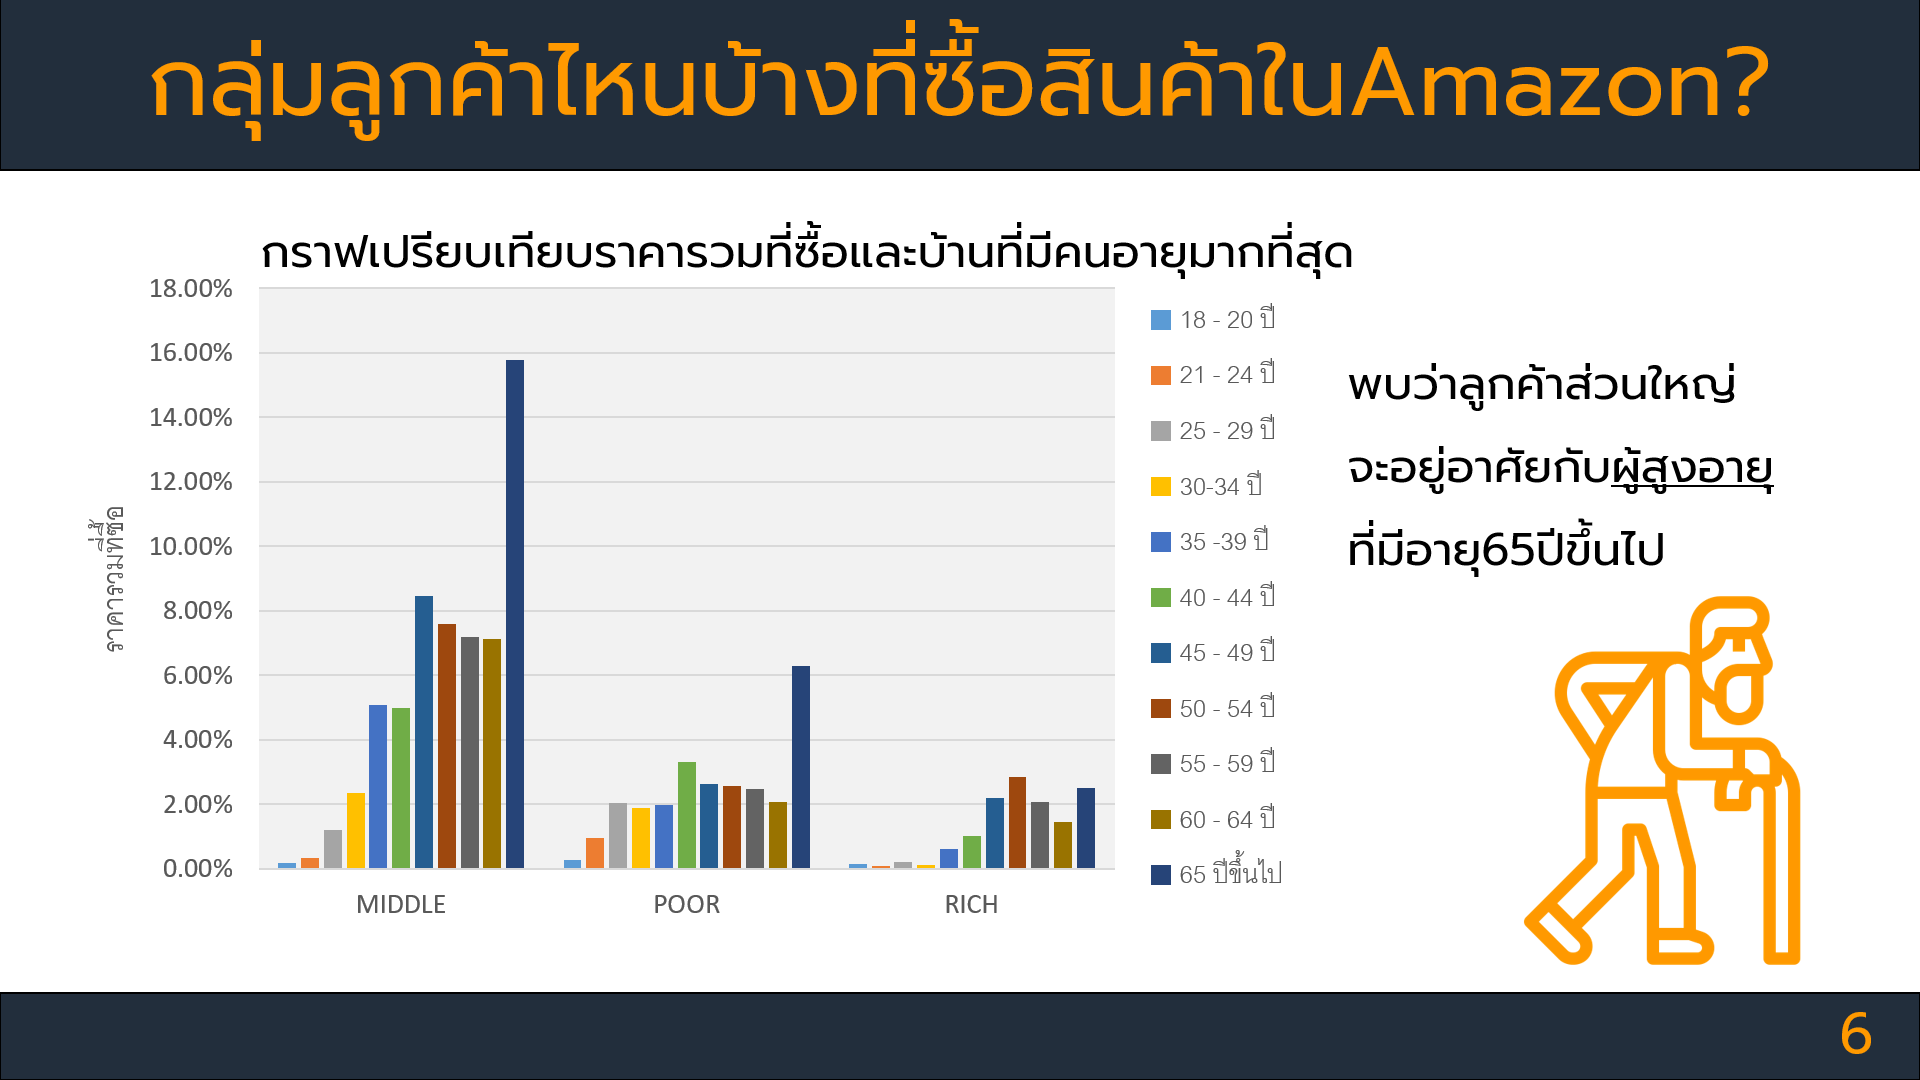 กลุ่มลูกค้าไหนบ้างที่ซื้อสินค้าในAmazon?
กราฟเปรียบเทียบราคารวมที่ซื้อและบ้านที่มีคนอายุมากที่สุด
18.00%
16.00%
14.00%
12.00%
10.00%
8.00%
6.00%
4.00%
2.00%
0.00%
ราคารวมที่ซื้อ
MIDDLE
POOR
RICH
18 - 20 ปี
21 - 24 ปี
25 - 29 ปี
30-34 ปี
35 -39 ปี
40 - 44 ปี
45 - 49 ปี
50 - 54 ปี
55 - 59 ปี
60 - 64 ปี
65 ปีขึ้นไป
พบว่าลูกค้าส่วนใหญ่
จะอยู่อาศัยกับผู้สูงอายุ
ที่มีอายุ65ปีขึ้นไป
6